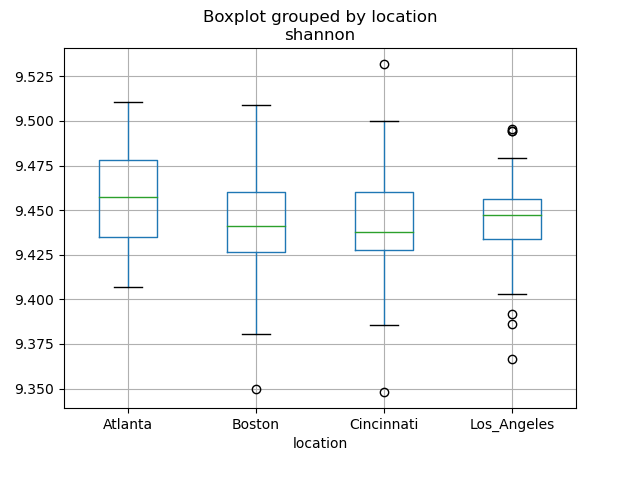 Boxplot grouped by location
shannon
9.525
9.500
9.475
9.450
9.425
9.400
9.375
9.350
Atlanta
Boston
Cincinnati
Los_Angeles
location